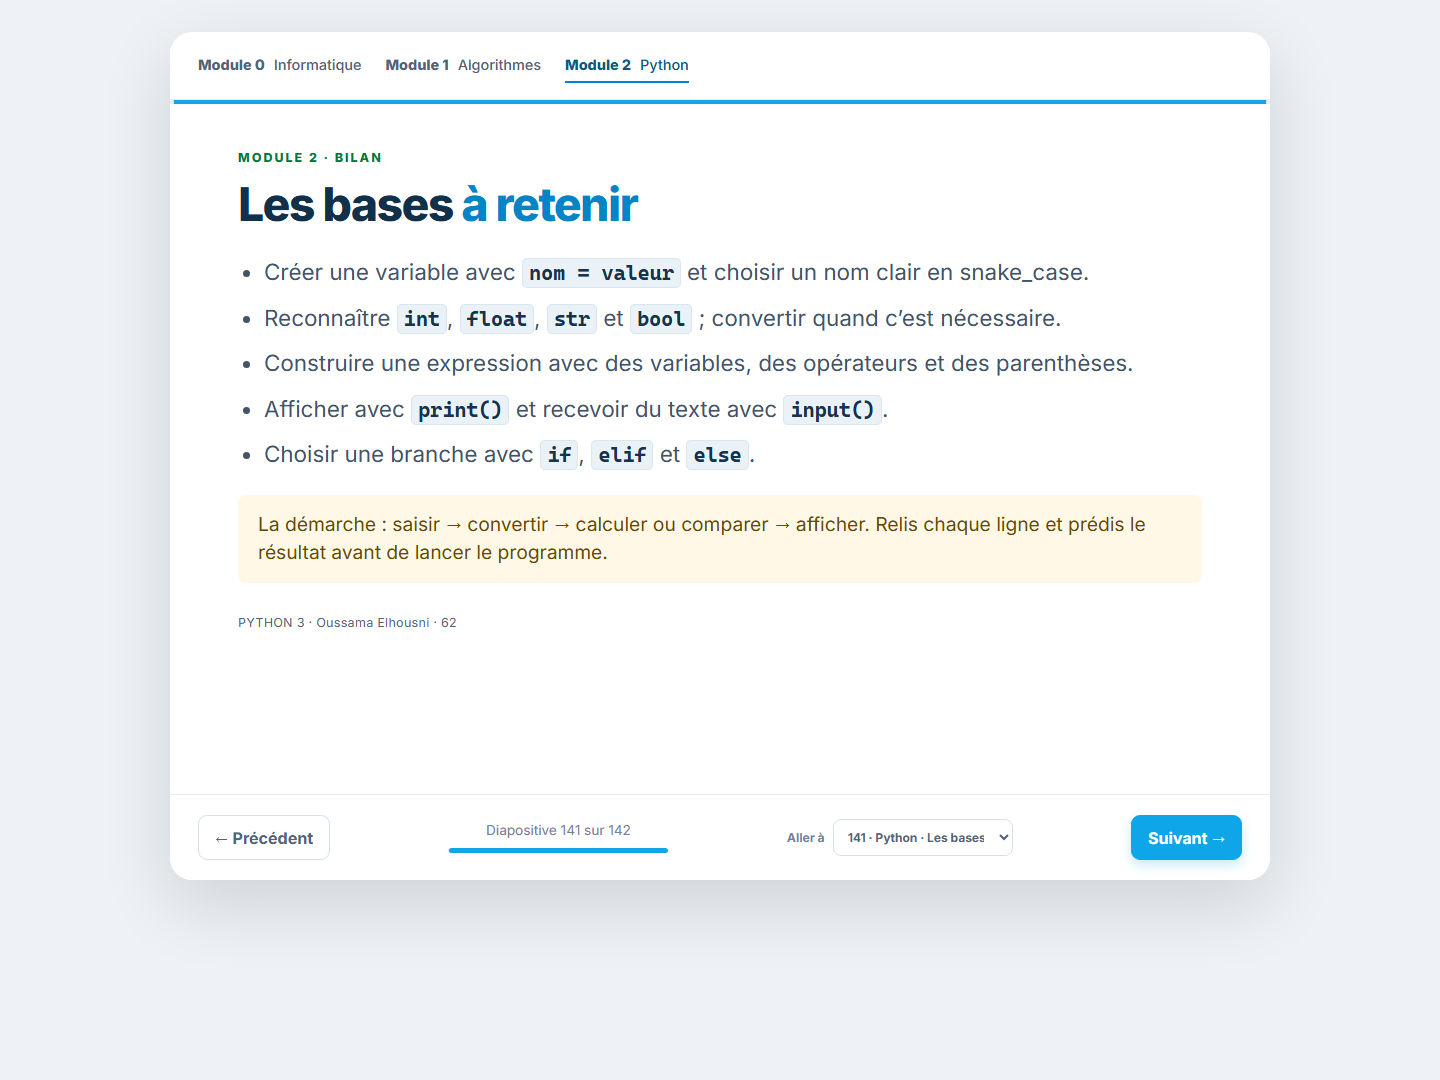 Module 0 Informatique Module 1 Algorithmes Module 2 Python
MODULE 2 · BILAN
Les bases à retenir
• Créer une variable avec nom = valeur et choisir un nom clair en snake_case.
• Reconnaître int, float, str et bool ; convertir quand c’est nécessaire.
• Construire une expression avec des variables, des opérateurs et des parenthèses.
• Afficher avec print() et recevoir du texte avec input().
• Choisir une branche avec if, elif et else.
La démarche : saisir → convertir → calculer ou comparer → afficher. Relis chaque ligne et prédis le
résultat avant de lancer le programme.
PYTHON 3 · Oussama Elhousni · 62
← Précédent
Diapositive 141 sur 142
Aller à
141 · Python · Les bases
Suivant →